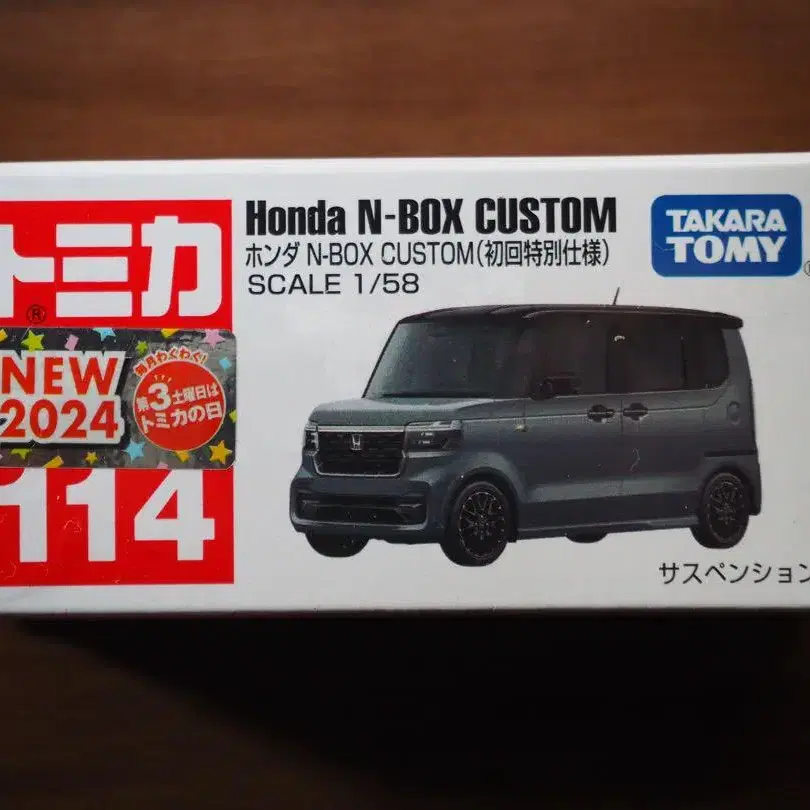 トミカ
®
NEW
2024
毎月わくわく!
第3土曜日は
トミカの日
114
Honda N-BOX CUSTOM
ホンダ N-BOX CUSTOM(初回特別仕様)
SCALE 1/58
TAKARA
TOMY
サスペンション